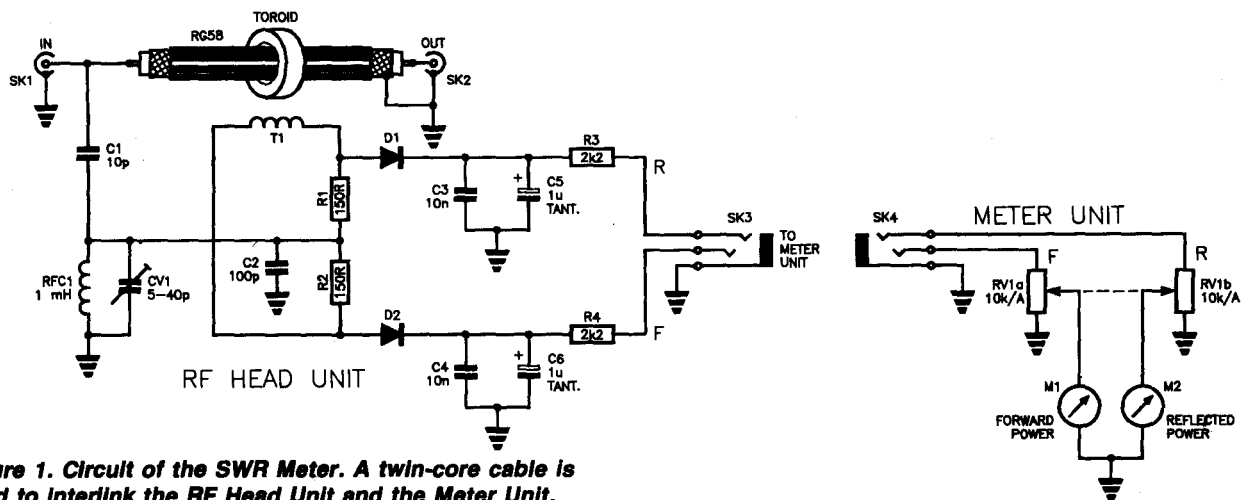 TOROID
RG58
IN
OUT
SK1
SK2
C1
10p
T1
D1
R3
2k2
R
R1
150R
C3
10n
+
C5
1u
TANT.
SK3
TO
METER
UNIT
SK4
METER UNIT
F
R
RV1a
10k/A
RV1b
10k/A
C2
100p
RFC1
1 mH
CV1
5-40p
R2
150R
D2
R4
2k2
F
C4
10n
+
C6
1u
TANT.
RF HEAD UNIT
M1
M2
FORWARD
POWER
REFLECTED
POWER
ure 1. Circuit of the SWR Meter. A twin-core cable is
d to interlink the RF Head Unit and the Meter Unit.